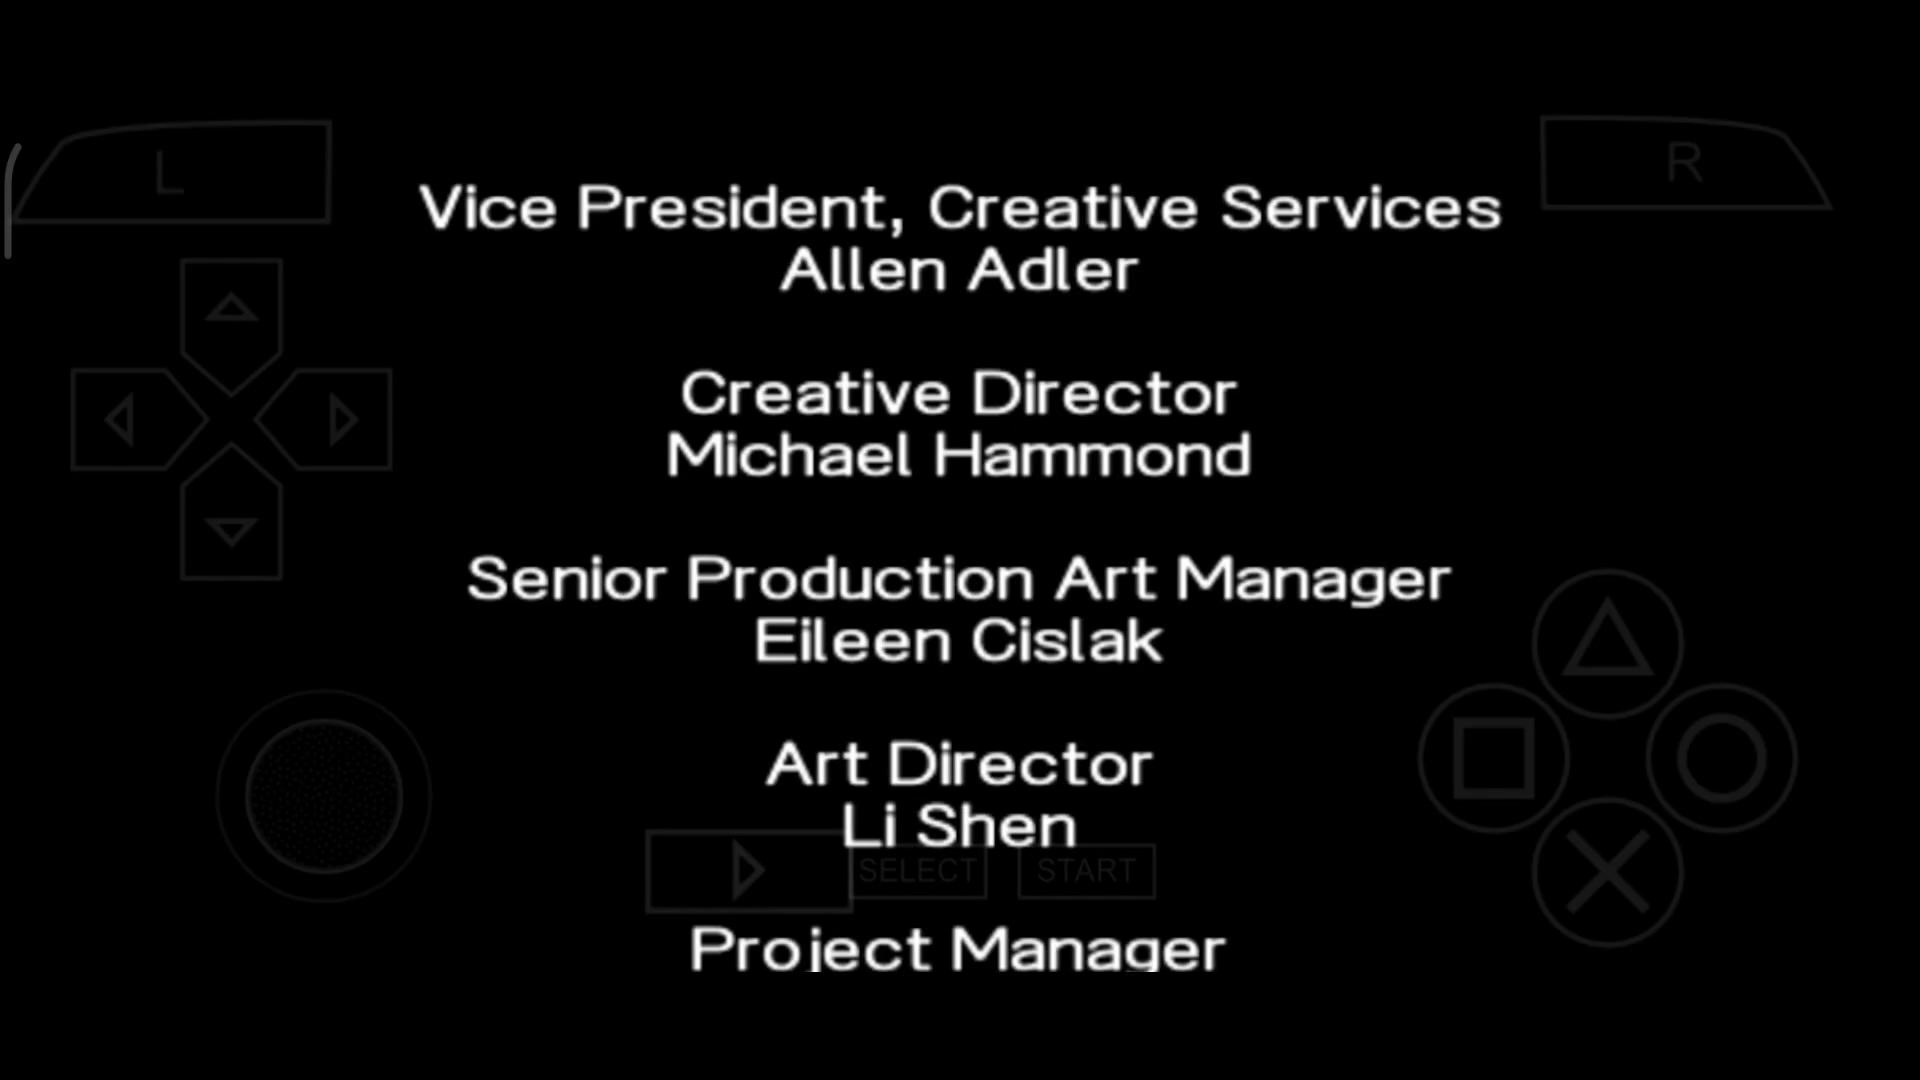 L
R
Vice President, Creative Services
Allen Adler
Creative Director
Michael Hammond
Senior Production Art Manager
Eileen Cislak
Art Director
Li Shen
SELECT
START
Project Manager